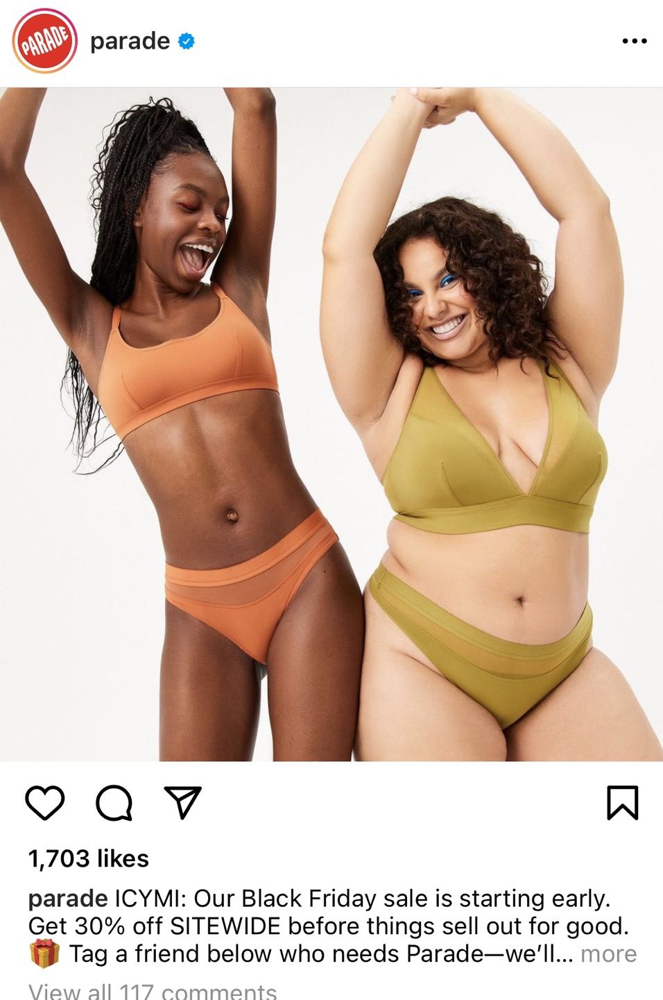 PARADE
parade
1,703 likes
parade ICYMI: Our Black Friday sale is starting early.
Get 30% off SITEWIDE before things sell out for good.
🎁 Tag a friend below who needs Parade—we’ll... more
View all 117 comments